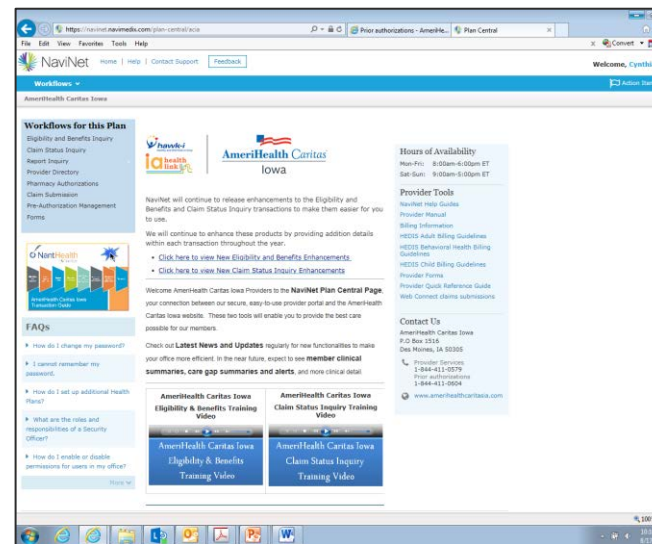 https://navinet.navimedix.com/plan-central/acia
Prior authorizations - AmeriHe...
Plan Central
File Edit View Favorites Tools Help
Convert
NaviNet
Home | Help | Contact Support
Feedback
Welcome, Cynthi
Workflows
Action Iter
AmeriHealth Caritas Iowa
Workflows for this Plan
Eligibility and Benefits Inquiry
Claim Status Inquiry
Report Inquiry
Provider Directory
Pharmacy Authorizations
Claim Submission
Pre-Authorization Management
Forms
NantHealth
AmeriHealth Caritas Iowa
Transaction Guide
FAQs
How do I change my password?
I cannot remember my
password.
How do I set up additional Health
Plans?
What are the roles and
responsibilities of a Security
Officer?
How do I enable or disable
permissions for users in my office?
More
hawk-i
ia health
link
AmeriHealth Caritas
Iowa
NaviNet will continue to release enhancements to the Eligibility and
Benefits and Claim Status Inquiry transactions to make them easier for you
to use.
We will continue to enhance these products by providing addition details
within each transaction throughout the year.
• Click here to view New Eligibility and Benefits Enhancements
• Click here to view New Claim Status Inquiry Enhancements
Welcome AmeriHealth Caritas Iowa Providers to the NaviNet Plan Central Page,
your connection between our secure, easy-to-use provider portal and the AmeriHealth
Caritas Iowa website. These two tools will enable you to provide the best care
possible for our members.
Check out Latest News and Updates regularly for new functionalities to make
your office more efficient. In the near future, expect to see member clinical
summaries, care gap summaries and alerts, and more clinical detail.
AmeriHealth Caritas Iowa
Eligibility & Benefits Training
Video
AmeriHealth Caritas Iowa
Eligibility & Benefits
Training Video
AmeriHealth Caritas Iowa
Claim Status Inquiry Training
Video
AmeriHealth Caritas Iowa
Claim Status Inquiry
Training Video
Hours of Availability
Mon-Fri: 8:00am-6:00pm ET
Sat-Sun: 9:00am-5:00pm ET
Provider Tools
NaviNet Help Guides
Provider Manual
Billing Information
HEDIS Adult Billing Guidelines
HEDIS Behavioral Health Billing
Guidelines
HEDIS Child Billing Guidelines
Provider Forms
Provider Quick Reference Guide
Web Connect claims submissions
Contact Us
AmeriHealth Caritas Iowa
P.O Box 1516
Des Moines, IA 50305
Provider Services
1-844-411-0579
Prior authorizations
1-844-411-0604
www.amerihealthcaritasia.com